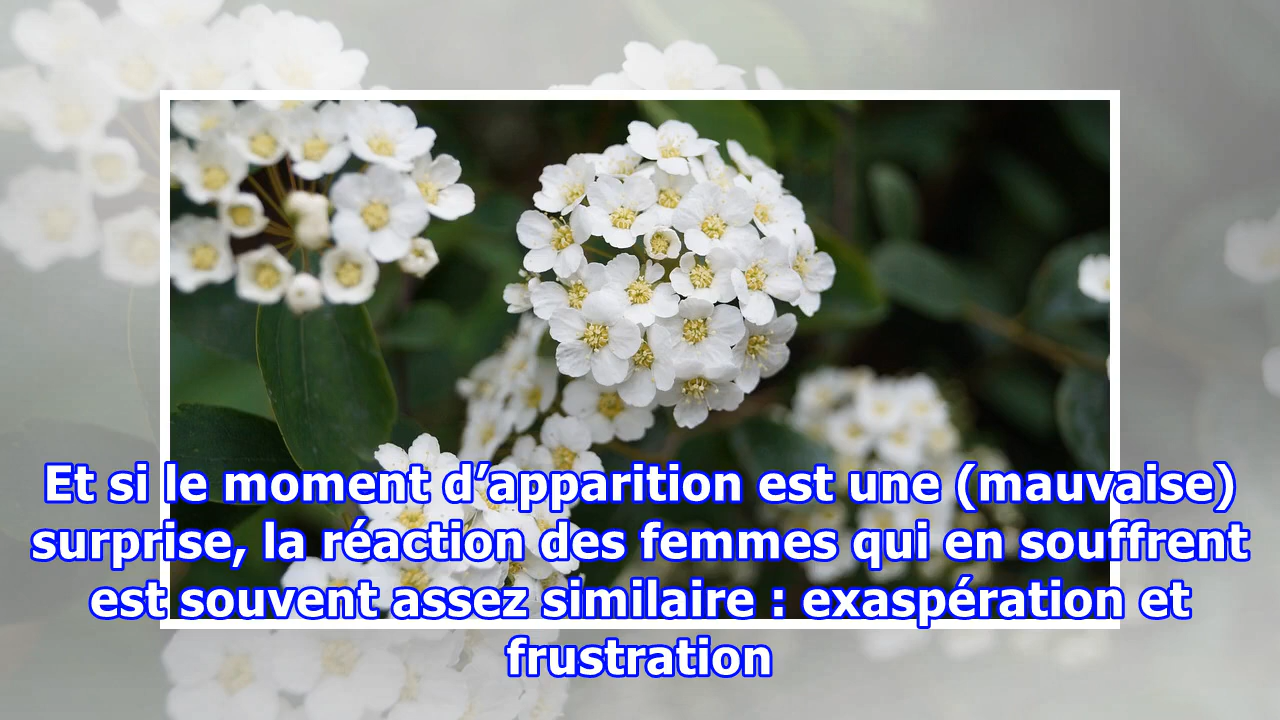 Et si le moment d’apparition est une (mauvaise)
surprise, la réaction des femmes qui en souffrent
est souvent assez similaire : exaspération et
frustration